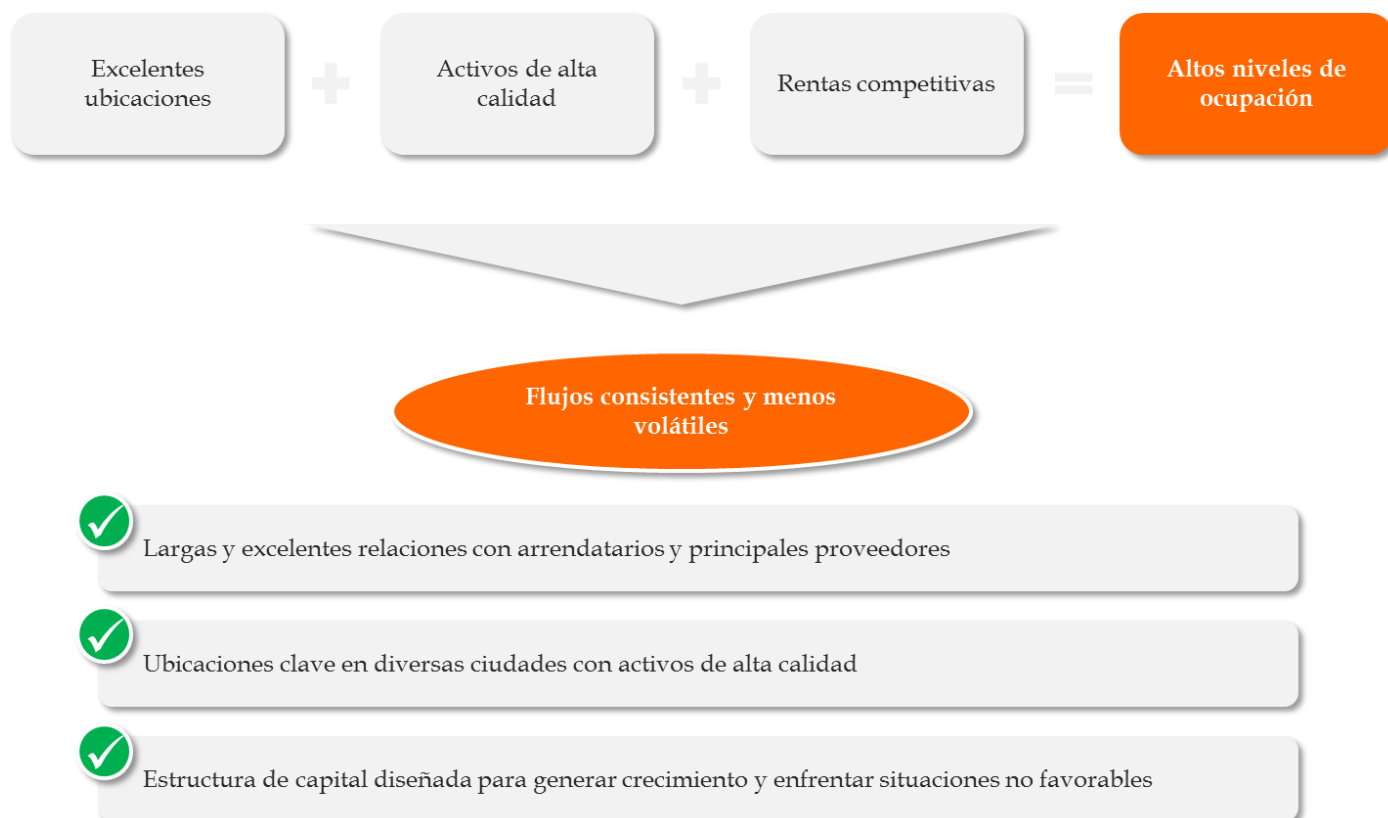 Excelentes
ubicaciones
+
Activos de alta
calidad
+
Rentas competitivas
=
Altos niveles de
ocupación
Flujos consistentes y menos
volátiles
Largas y excelentes relaciones con arrendatarios y principales proveedores
Ubicaciones clave en diversas ciudades con activos de alta calidad
Estructura de capital diseñada para generar crecimiento y enfrentar situaciones no favorables